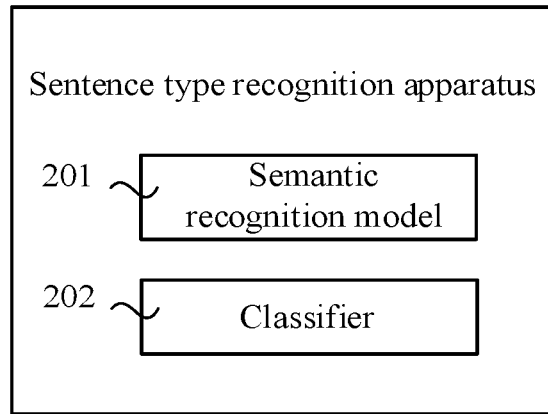 Sentence type recognition apparatus
201
Semantic
recognition model
202
Classifier